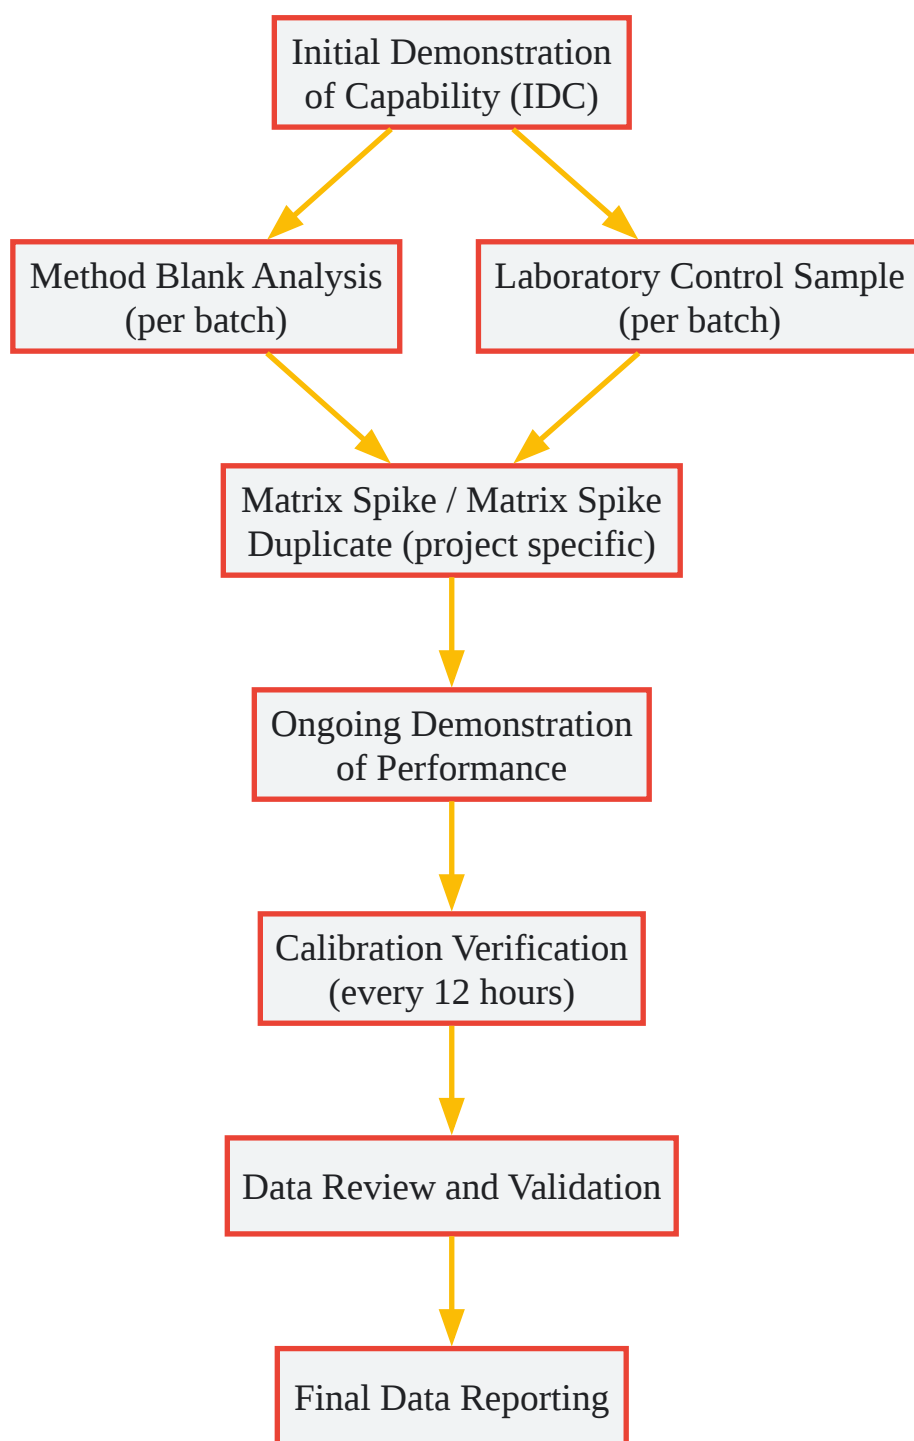 Initial Demonstration
of Capability (IDC)
Method Blank Analysis
(per batch)
Laboratory Control Sample
(per batch)
Matrix Spike / Matrix Spike
Duplicate (project specific)
Ongoing Demonstration
of Performance
Calibration Verification
(every 12 hours)
Data Review and Validation
Final Data Reporting